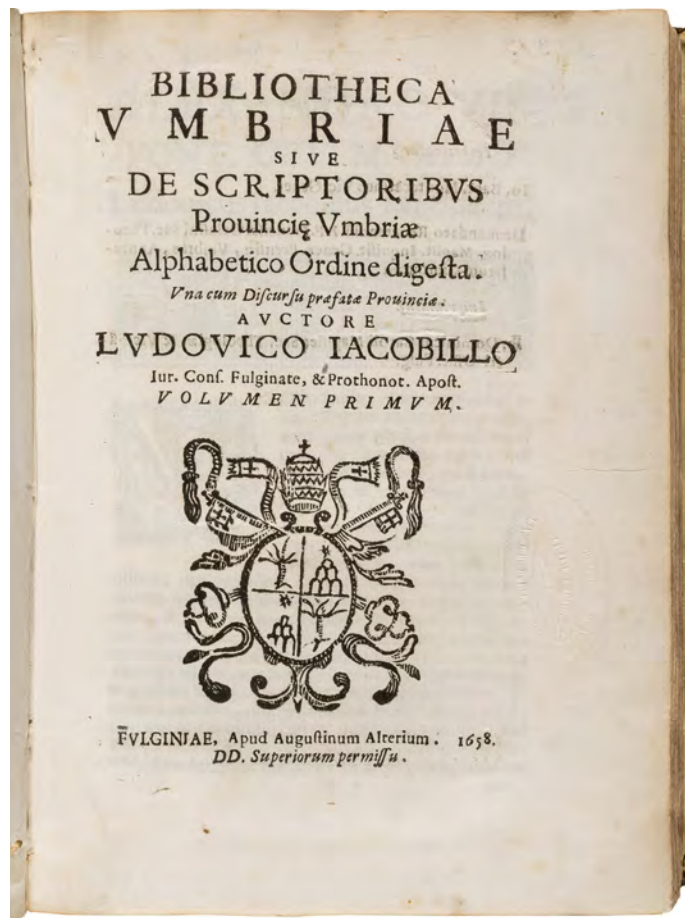 BIBLIOTHECA
VMBRIAE
SIVE
DE SCRIPTORIBVS
Prouincię Vmbriæ
Alphabetico Ordine digeſta.
Vna cum Diſcurſu præfatæ Prouinciæ.
AVCTORE
LVDOVICO IACOBILLO
Iur. Conſ. Fulginate, & Prothonot. Apoſt.
VOLVMEN PRIMVM.
FVLGINIAE, Apud Auguſtinum Alterium. 1658.
DD. Superiorum permiſſu.